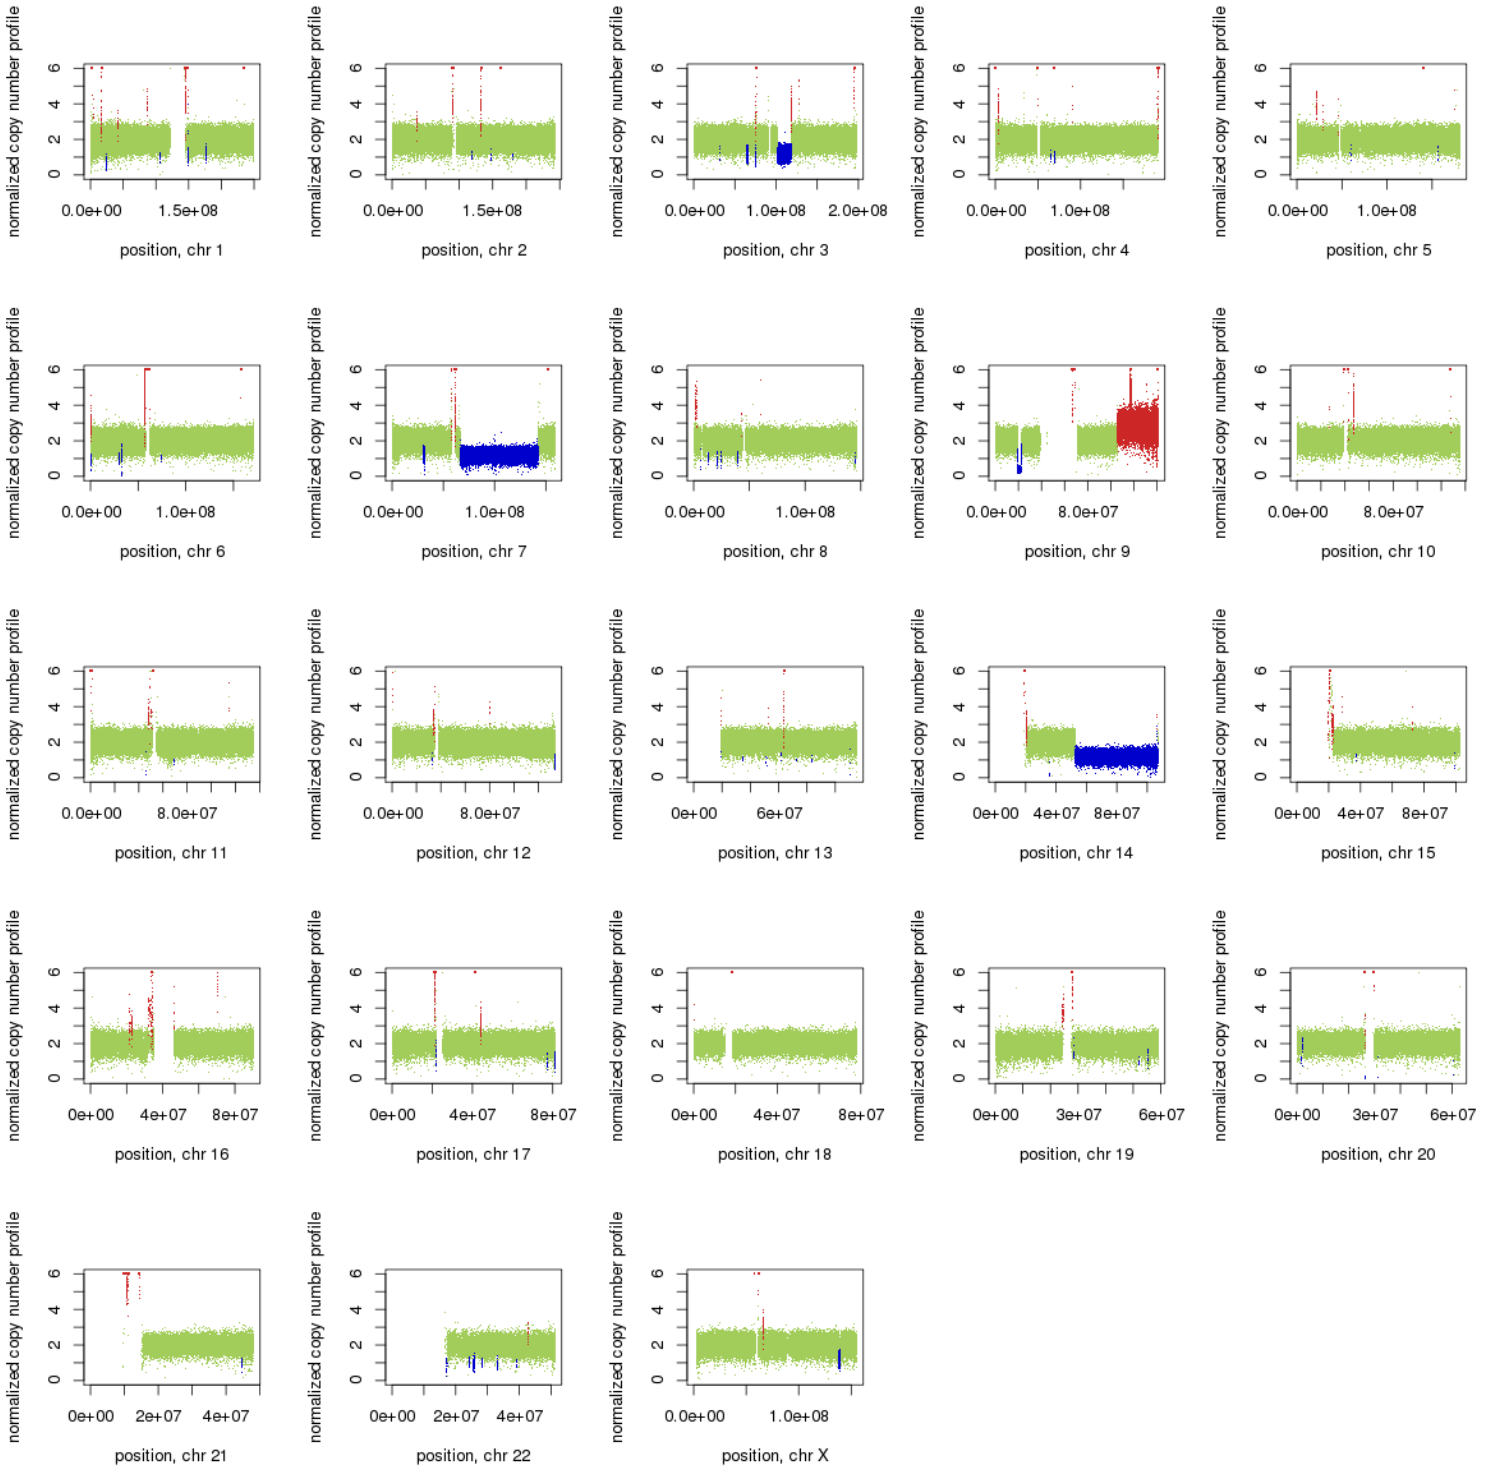 normalized copy number profile
0 2 4 6
0.0e+00 1.5e+08
position, chr 1
normalized copy number profile
0 2 4 6
0.0e+00 1.5e+08
position, chr 2
normalized copy number profile
0 2 4 6
0.0e+00 1.0e+08 2.0e+08
position, chr 3
normalized copy number profile
0 2 4 6
0.0e+00 1.0e+08
position, chr 4
normalized copy number profile
0 2 4 6
0.0e+00 1.0e+08
position, chr 5
normalized copy number profile
0 2 4 6
0.0e+00 1.0e+08
position, chr 6
normalized copy number profile
0 2 4 6
0.0e+00 1.0e+08
position, chr 7
normalized copy number profile
0 2 4 6
0.0e+00 1.0e+08
position, chr 8
normalized copy number profile
0 2 4 6
0.0e+00 8.0e+07
position, chr 9
normalized copy number profile
0 2 4 6
0.0e+00 8.0e+07
position, chr 10
normalized copy number profile
0 2 4 6
0.0e+00 8.0e+07
position, chr 11
normalized copy number profile
0 2 4 6
0.0e+00 8.0e+07
position, chr 12
normalized copy number profile
0 2 4 6
0e+00 6e+07
position, chr 13
normalized copy number profile
0 2 4 6
0e+00 4e+07 8e+07
position, chr 14
normalized copy number profile
0 2 4 6
0e+00 4e+07 8e+07
position, chr 15
normalized copy number profile
0 2 4 6
0e+00 4e+07 8e+07
position, chr 16
normalized copy number profile
0 2 4 6
0e+00 4e+07 8e+07
position, chr 17
normalized copy number profile
0 2 4 6
0e+00 4e+07 8e+07
position, chr 18
normalized copy number profile
0 2 4 6
0e+00 3e+07 6e+07
position, chr 19
normalized copy number profile
0 2 4 6
0e+00 3e+07 6e+07
position, chr 20
normalized copy number profile
0 2 4 6
0e+00 2e+07 4e+07
position, chr 21
normalized copy number profile
0 2 4 6
0e+00 2e+07 4e+07
position, chr 22
normalized copy number profile
0 2 4 6
0.0e+00 1.0e+08
position, chr X